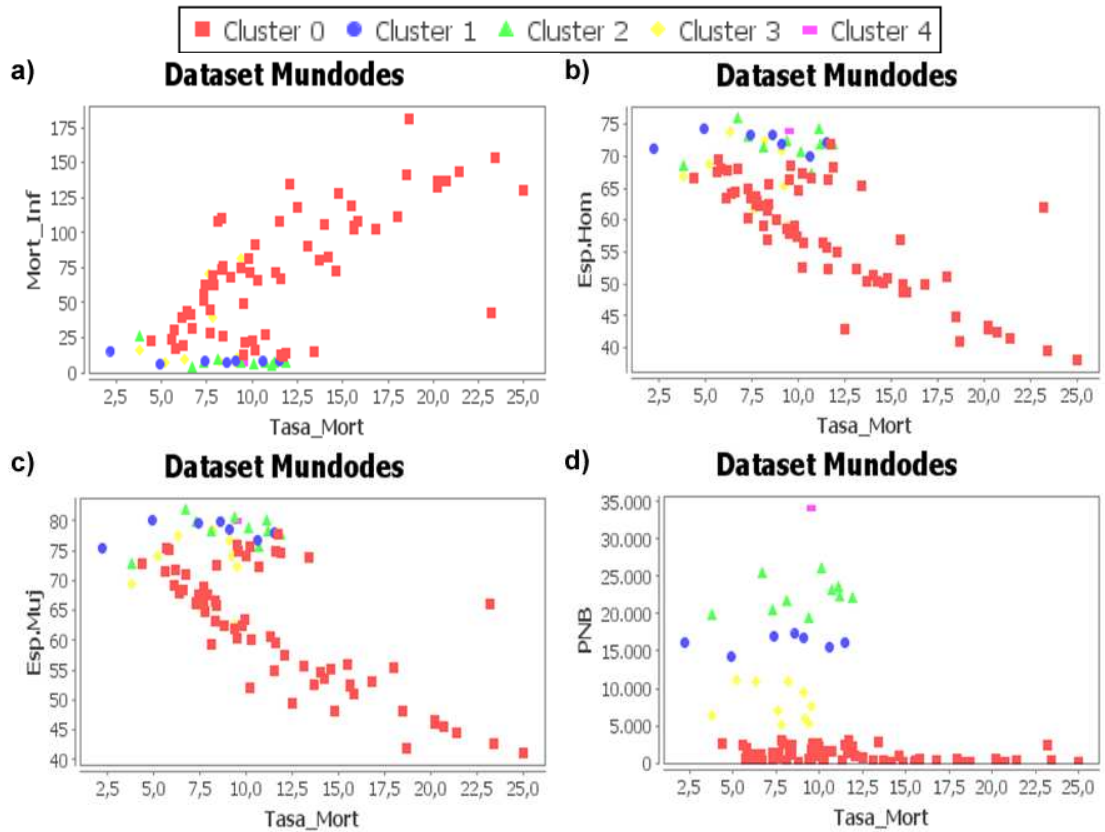 Cluster 0 Cluster 1 Cluster 2 Cluster 3 Cluster 4
a)
Dataset Mundodes
Mort_Inf
175
150
125
100
75
50
25
0
2,5 5,0 7,5 10,0 12,5 15,0 17,5 20,0 22,5 25,0
Tasa_Mort
b)
Dataset Mundodes
Esp.Hom
75
70
65
60
55
50
45
40
2,5 5,0 7,5 10,0 12,5 15,0 17,5 20,0 22,5 25,0
Tasa_Mort
c)
Dataset Mundodes
Esp.Muj
80
75
70
65
60
55
50
45
40
2,5 5,0 7,5 10,0 12,5 15,0 17,5 20,0 22,5 25,0
Tasa_Mort
d)
Dataset Mundodes
PNB
35.000
30.000
25.000
20.000
15.000
10.000
5.000
0
2,5 5,0 7,5 10,0 12,5 15,0 17,5 20,0 22,5 25,0
Tasa_Mort